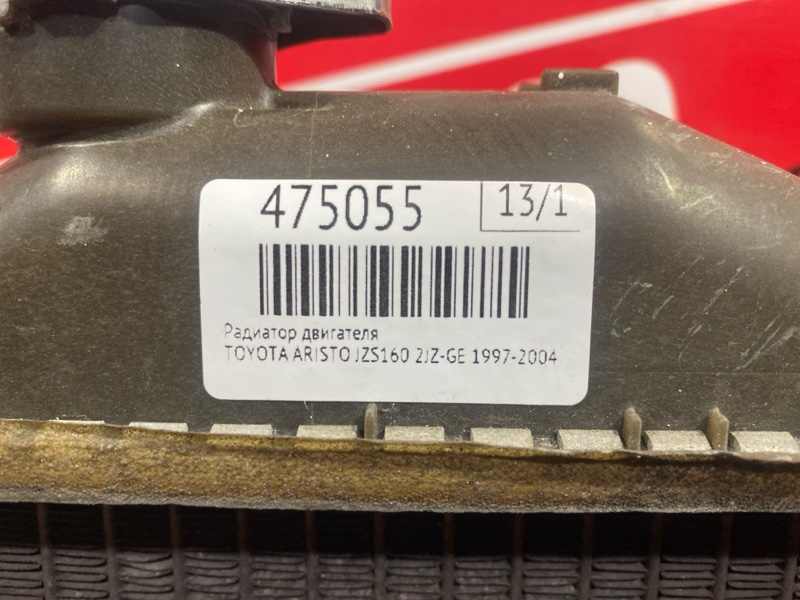 475055
13/1
Радиатор двигателя
TOYOTA ARISTO JZS160 2JZ-GE 1997-2004